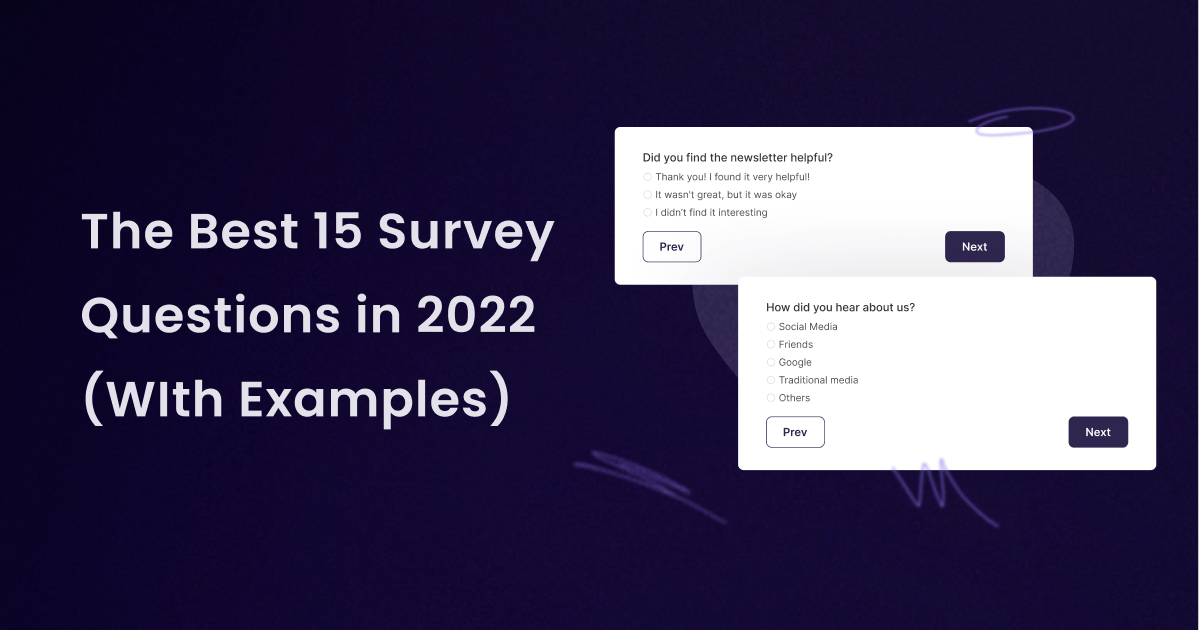 The Best 15 Survey
Questions in 2022
(WIth Examples)
Did you find the newsletter helpful?
Thank you! I found it very helpful!
It wasn't great, but it was okay
I didn't find it interesting
Prev
Next
How did you hear about us?
Social Media
Friends
Google
Traditional media
Others
Prev
Next